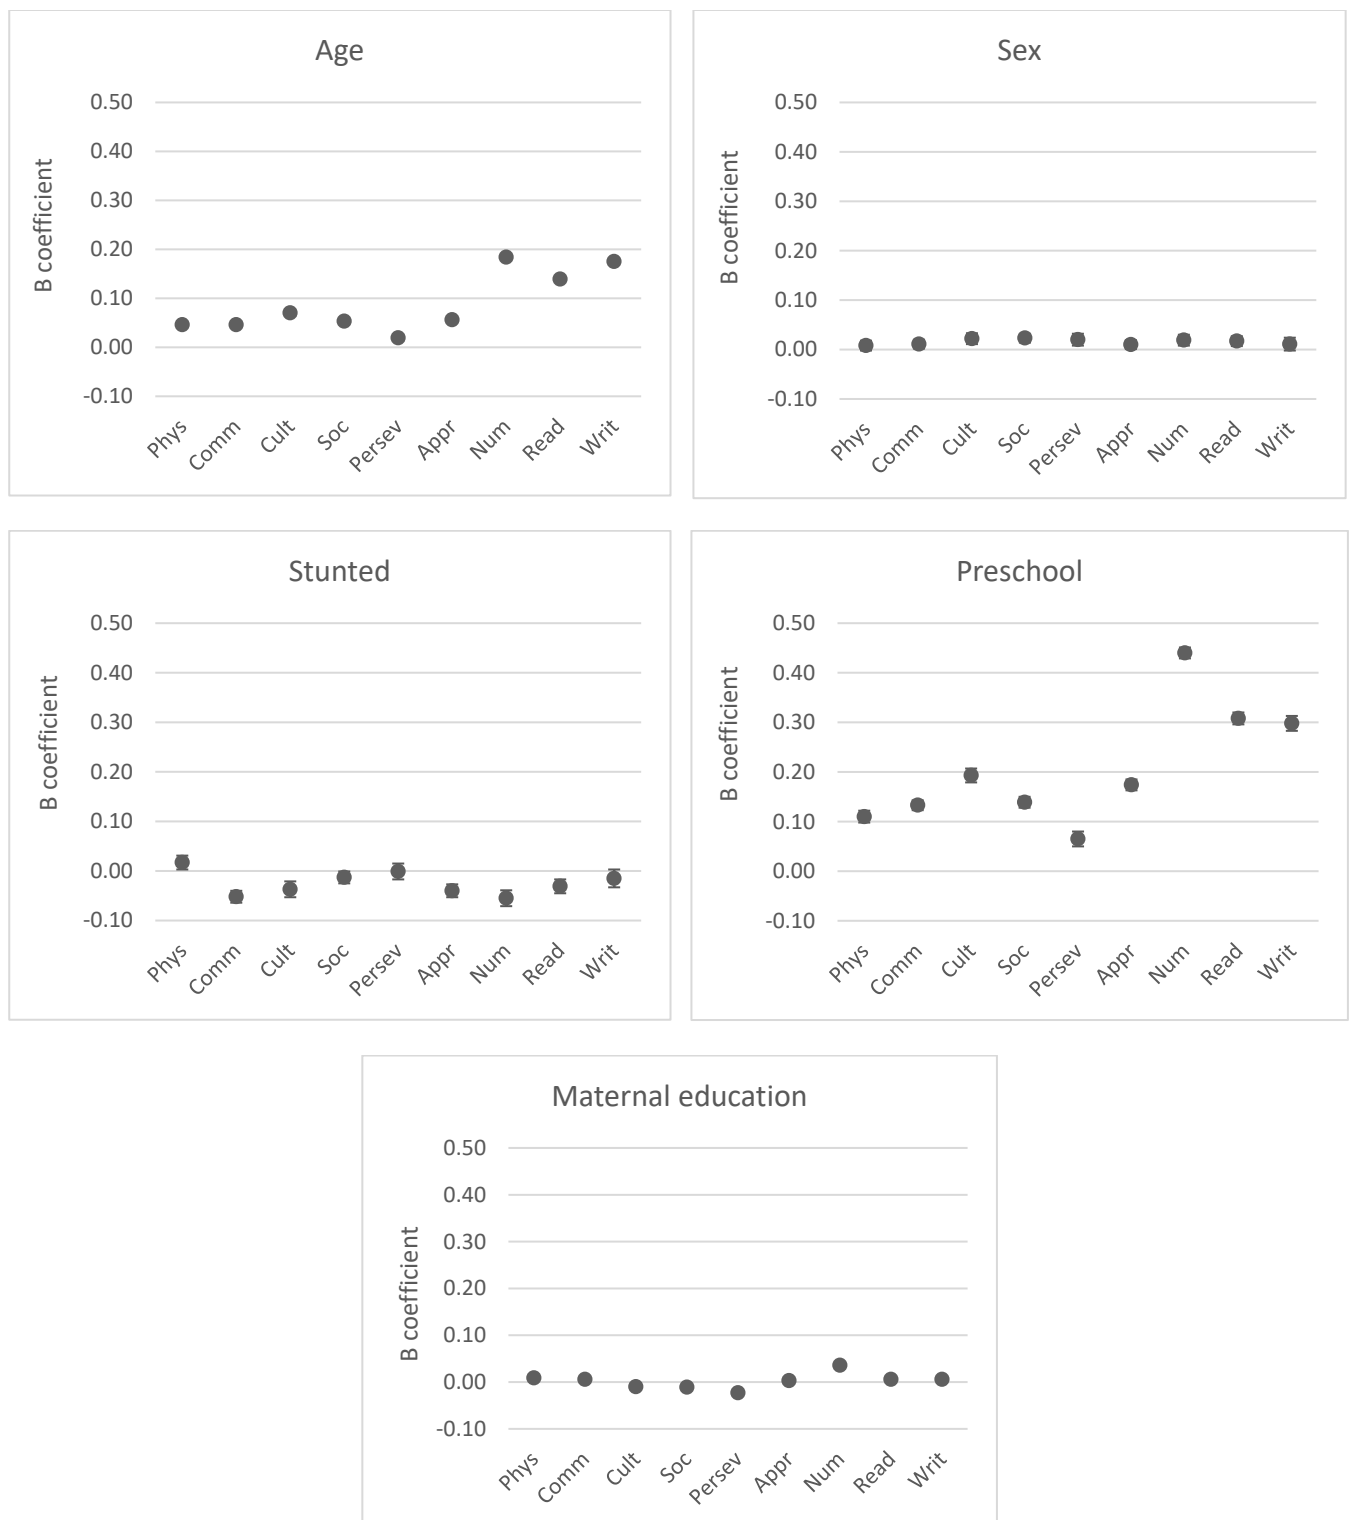 Age
0.50
0.40
0.30
0.20
0.10
0.00
-0.10
B coefficient
Phys Comm Cult Soc Persev Appr Num Read Writ
Sex
0.50
0.40
0.30
0.20
0.10
0.00
-0.10
B coefficient
Phys Comm Cult Soc Persev Appr Num Read Writ
Stunted
0.50
0.40
0.30
0.20
0.10
0.00
-0.10
B coefficient
Phys Comm Cult Soc Persev Appr Num Read Writ
Preschool
0.50
0.40
0.30
0.20
0.10
0.00
-0.10
B coefficient
Phys Comm Cult Soc Persev Appr Num Read Writ
Maternal education
0.50
0.40
0.30
0.20
0.10
0.00
-0.10
B coefficient
Phys Comm Cult Soc Persev Appr Num Read Writ